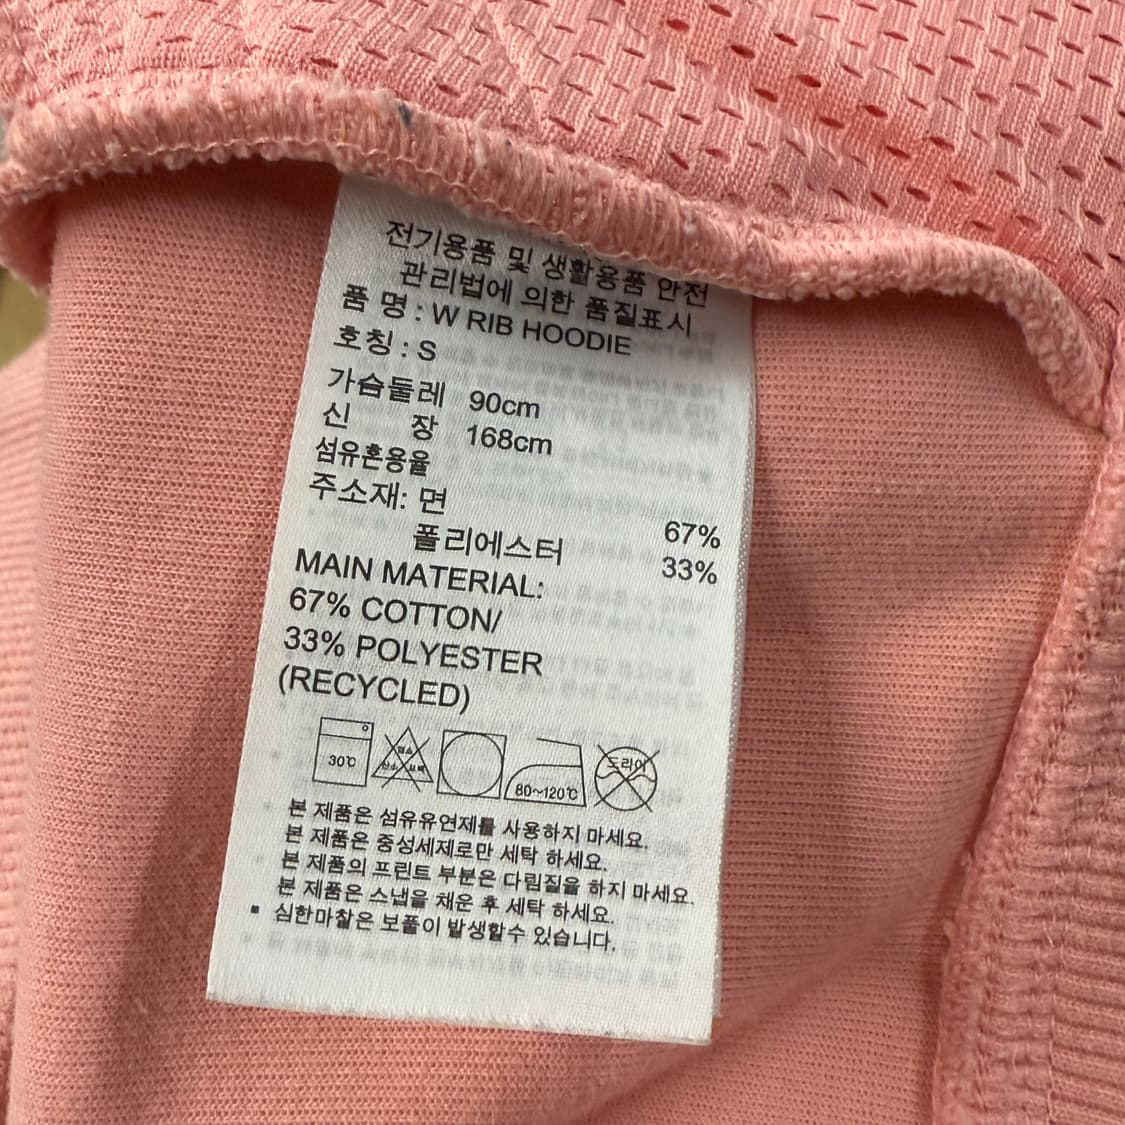 전기용품 및 생활용품 안전
관리법에 의한 품질표시
품 명 : W RIB HOODIE
호칭 : S
가슴둘레 90cm
신 장 168cm
섬유혼용율
주소재: 면 67%
폴리에스터 33%
MAIN MATERIAL:
67% COTTON/
33% POLYESTER
(RECYCLED)
30℃ 염소 산소 표백 80~120℃ 드라이
본 제품은 섬유유연제를 사용하지 마세요.
본 제품은 중성세제로만 세탁 하세요.
본 제품의 프린트 부분은 다림질을 하지 마세요.
본 제품은 스냅을 채운 후 세탁 하세요.
▪ 심한마찰은 보풀이 발생할수 있습니다.